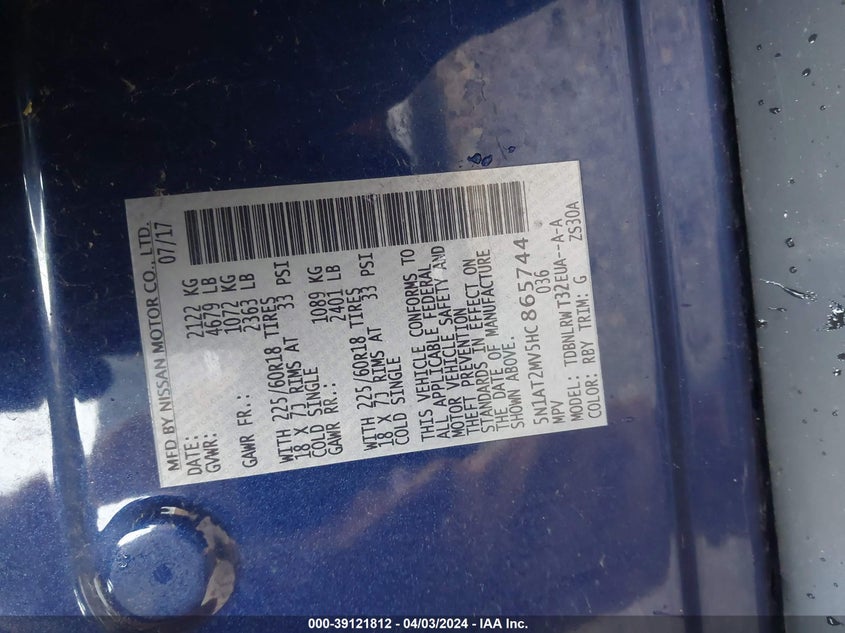 MFD BY NISSAN MOTOR CO., LTD.
DATE: 07/17
GVWR: 2122 KG
4679 LB
GAWR FR.: 1072 KG
2363 LB
WITH 225/60R18 TIRES
18 X 7J RIMS AT 33 PSI
COLD SINGLE
GAWR RR.: 1089 KG
2401 LB
WITH 225/60R18 TIRES
18 X 7J RIMS AT 33 PSI
COLD SINGLE
THIS VEHICLE CONFORMS TO
ALL APPLICABLE FEDERAL
MOTOR VEHICLE SAFETY AND
THEFT PREVENTION
STANDARDS IN EFFECT ON
THE DATE OF MANUFACTURE
SHOWN ABOVE.
5N1AT2MV5HC865744
MPV 036
MODEL: TDBNLRWT32EUA--A-A
COLOR: RBY TRIM: G ZS30A
000-39121812 - 04/03/2024 - IAA Inc.